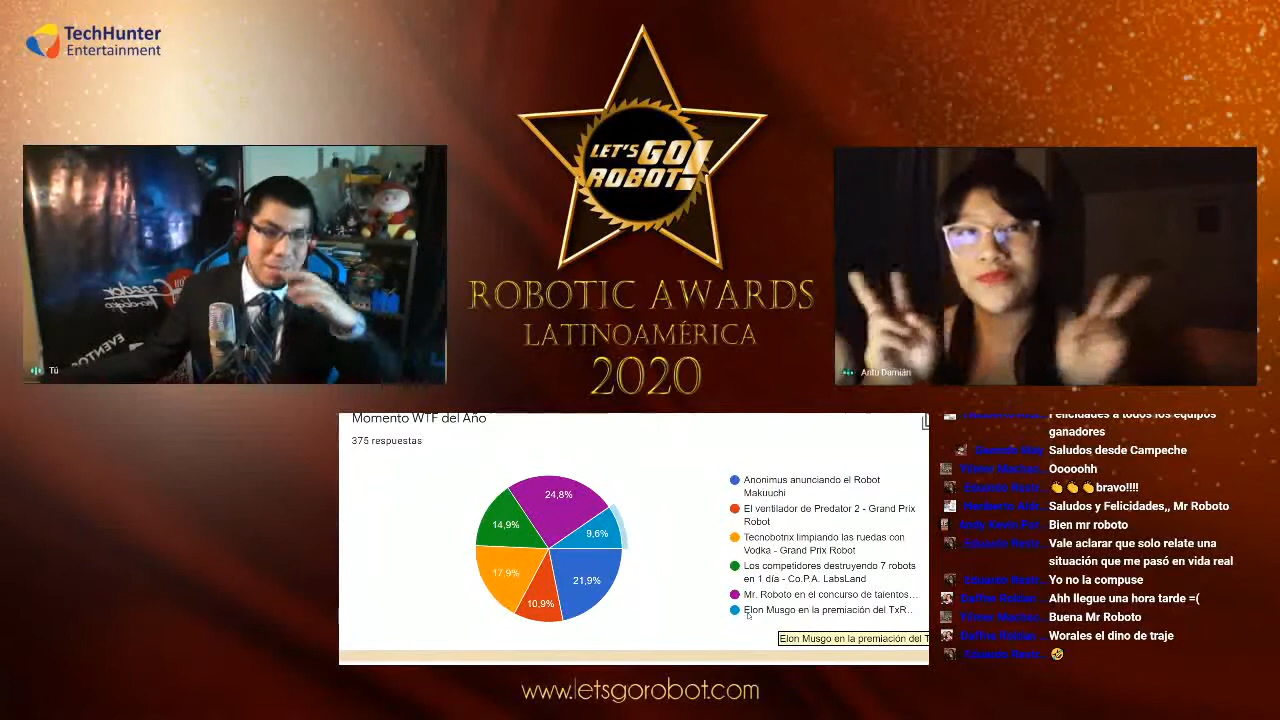 TechHunter
Entertainment
LET'S GO!
ROBOT!
ROBOTIC AWARDS
LATINOAMÉRICA
2020
EVENTOS
Tú
Antu Damián
Momento WTF del Año
375 respuestas
24,8%
14,9%
9,6%
17,9%
21,9%
10,9%
Anonimus anunciando el Robot
Makuuchi
El ventilador de Predator 2 - Grand Prix
Robot
Tecnobotnx limpiando las ruedas con
Vodka - Grand Prix Robot
Los competidores destruyendo 7 robots
en 1 día - Co.P.A. LabsLand
Mr. Roboto en el concurso de talentos…
Elon Musgo en la premiación del TxR…
Elon Musgo en la premiación del T
Felicidades a todos los equipos
ganadores
Saludos desde Campeche
Ooooohh
👏👏👏bravo!!!!
Saludos y Felicidades,, Mr Roboto
Bien mr roboto
Vale aclarar que solo relate una
situación que me pasó en vida real
Yo no la compuse
Ahh llegue una hora tarde =(
Buena Mr Roboto
Worales el dino de traje
🤣
www.letsgorobot.com